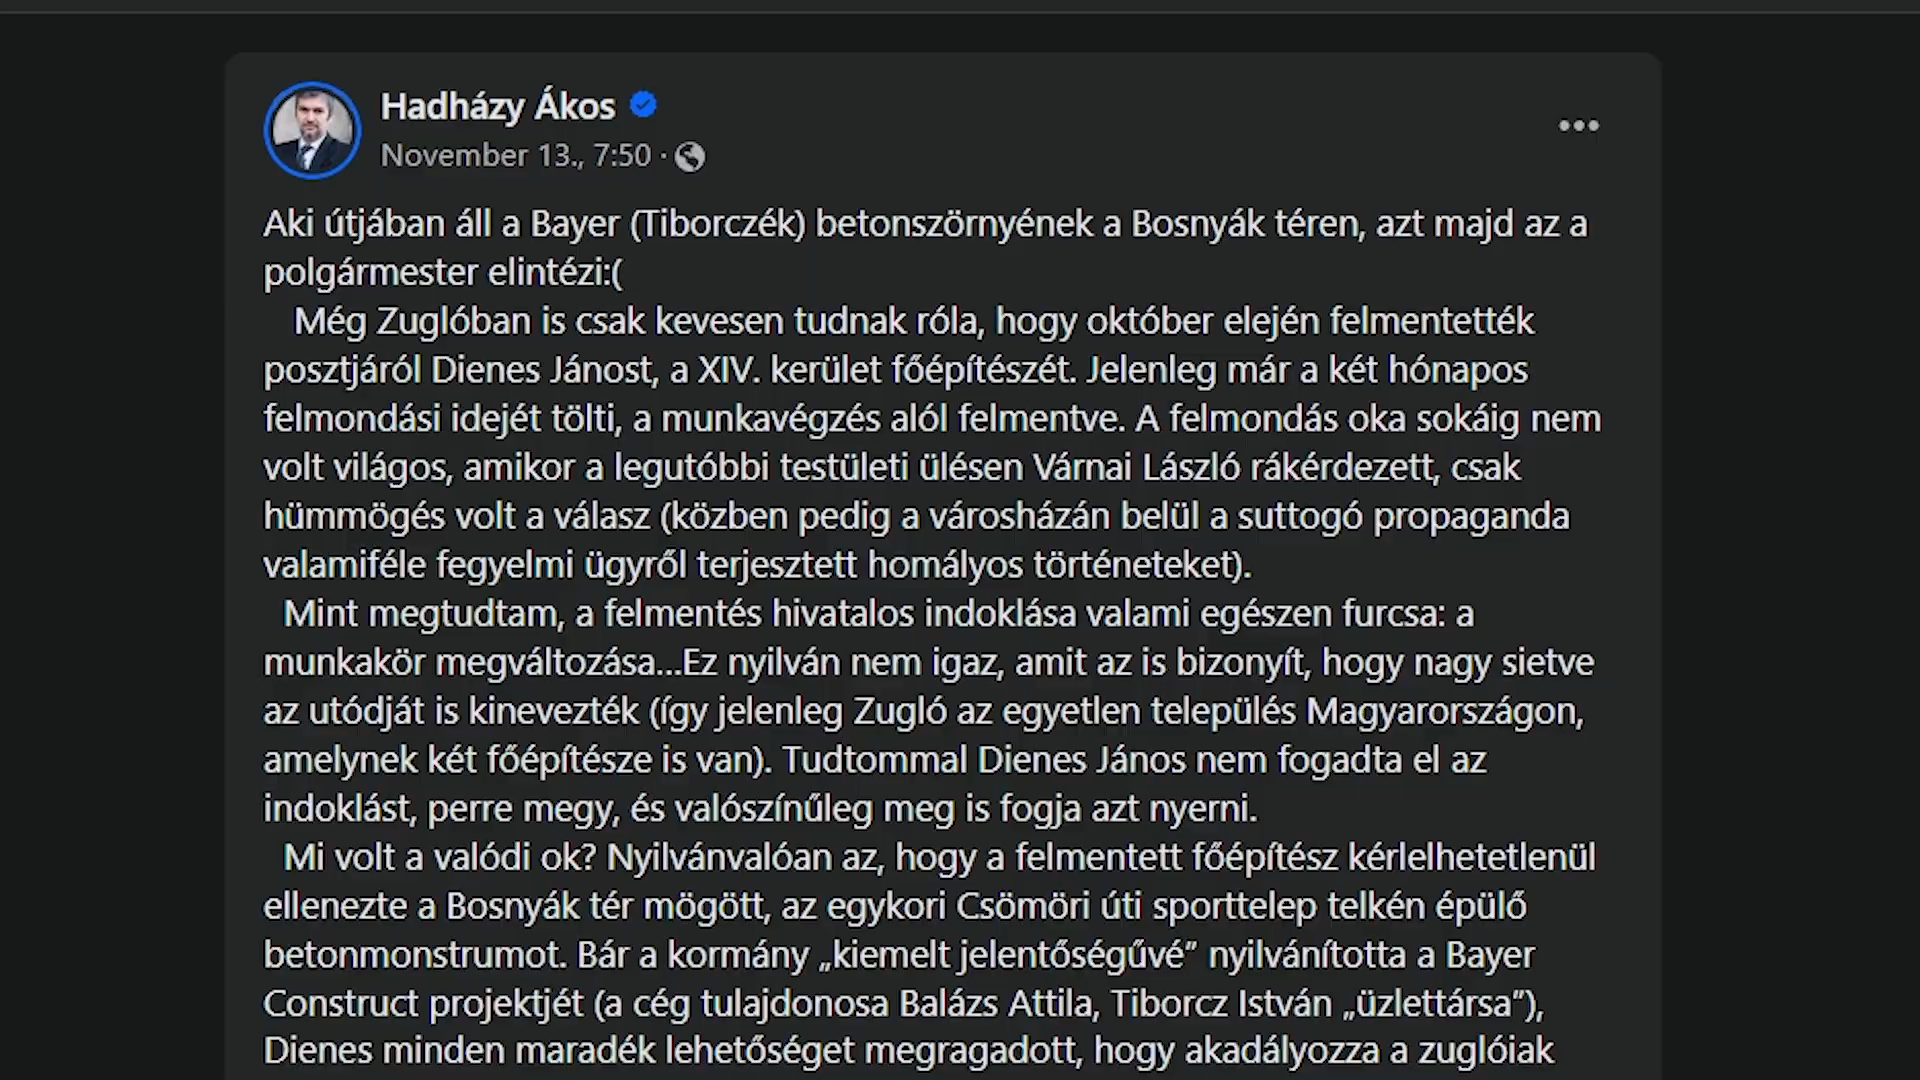 Hadházy Ákos
November 13., 7:50 ·
Aki útjában áll a Bayer (Tiborczék) betonszörnyének a Bosnyák téren, azt majd az a
polgármester elintézi:(
Még Zuglóban is csak kevesen tudnak róla, hogy október elején felmentették
posztjáról Dienes Jánost, a XIV. kerület főépítészét. Jelenleg már a két hónapos
felmondási idejét tölti, a munkavégzés alól felmentve. A felmondás oka sokáig nem
volt világos, amikor a legutóbbi testületi ülésen Várnai László rákérdezett, csak
hümmögés volt a válasz (közben pedig a városházán belül a suttogó propaganda
valamiféle fegyelmi ügyről terjesztett homályos történeteket).
Mint megtudtam, a felmentés hivatalos indoklása valami egészen furcsa: a
munkakör megváltozása...Ez nyilván nem igaz, amit az is bizonyít, hogy nagy sietve
az utódját is kinevezték (így jelenleg Zugló az egyetlen település Magyarországon,
amelynek két főépítésze is van). Tudtommal Dienes János nem fogadta el az
indoklást, perre megy, és valószínűleg meg is fogja azt nyerni.
Mi volt a valódi ok? Nyilvánvalóan az, hogy a felmentett főépítész kérlelhetetlenül
ellenezte a Bosnyák tér mögött, az egykori Csömöri úti sporttelep telkén épülő
betonmonstrumot. Bár a kormány „kiemelt jelentőségűvé” nyilvánította a Bayer
Construct projektjét (a cég tulajdonosa Balázs Attila, Tiborcz István „üzlettársa”),
Dienes minden maradék lehetőséget megragadott, hogy akadályozza a zuglóiak